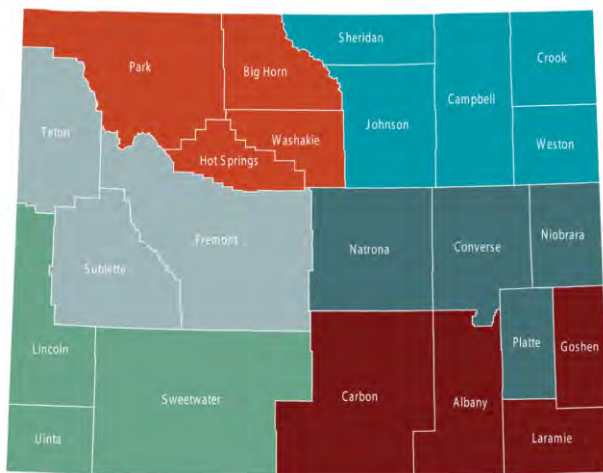 Sheridan
Park
Big Horn
Crook
Campbell
Teton
Johnson
Washakie
Weston
Hot Springs
Fremont
Natrona
Converse
Niobrara
Sublette
Lincoln
Platte
Goshen
Sweetwater
Carbon
Albany
Uinta
Laramie